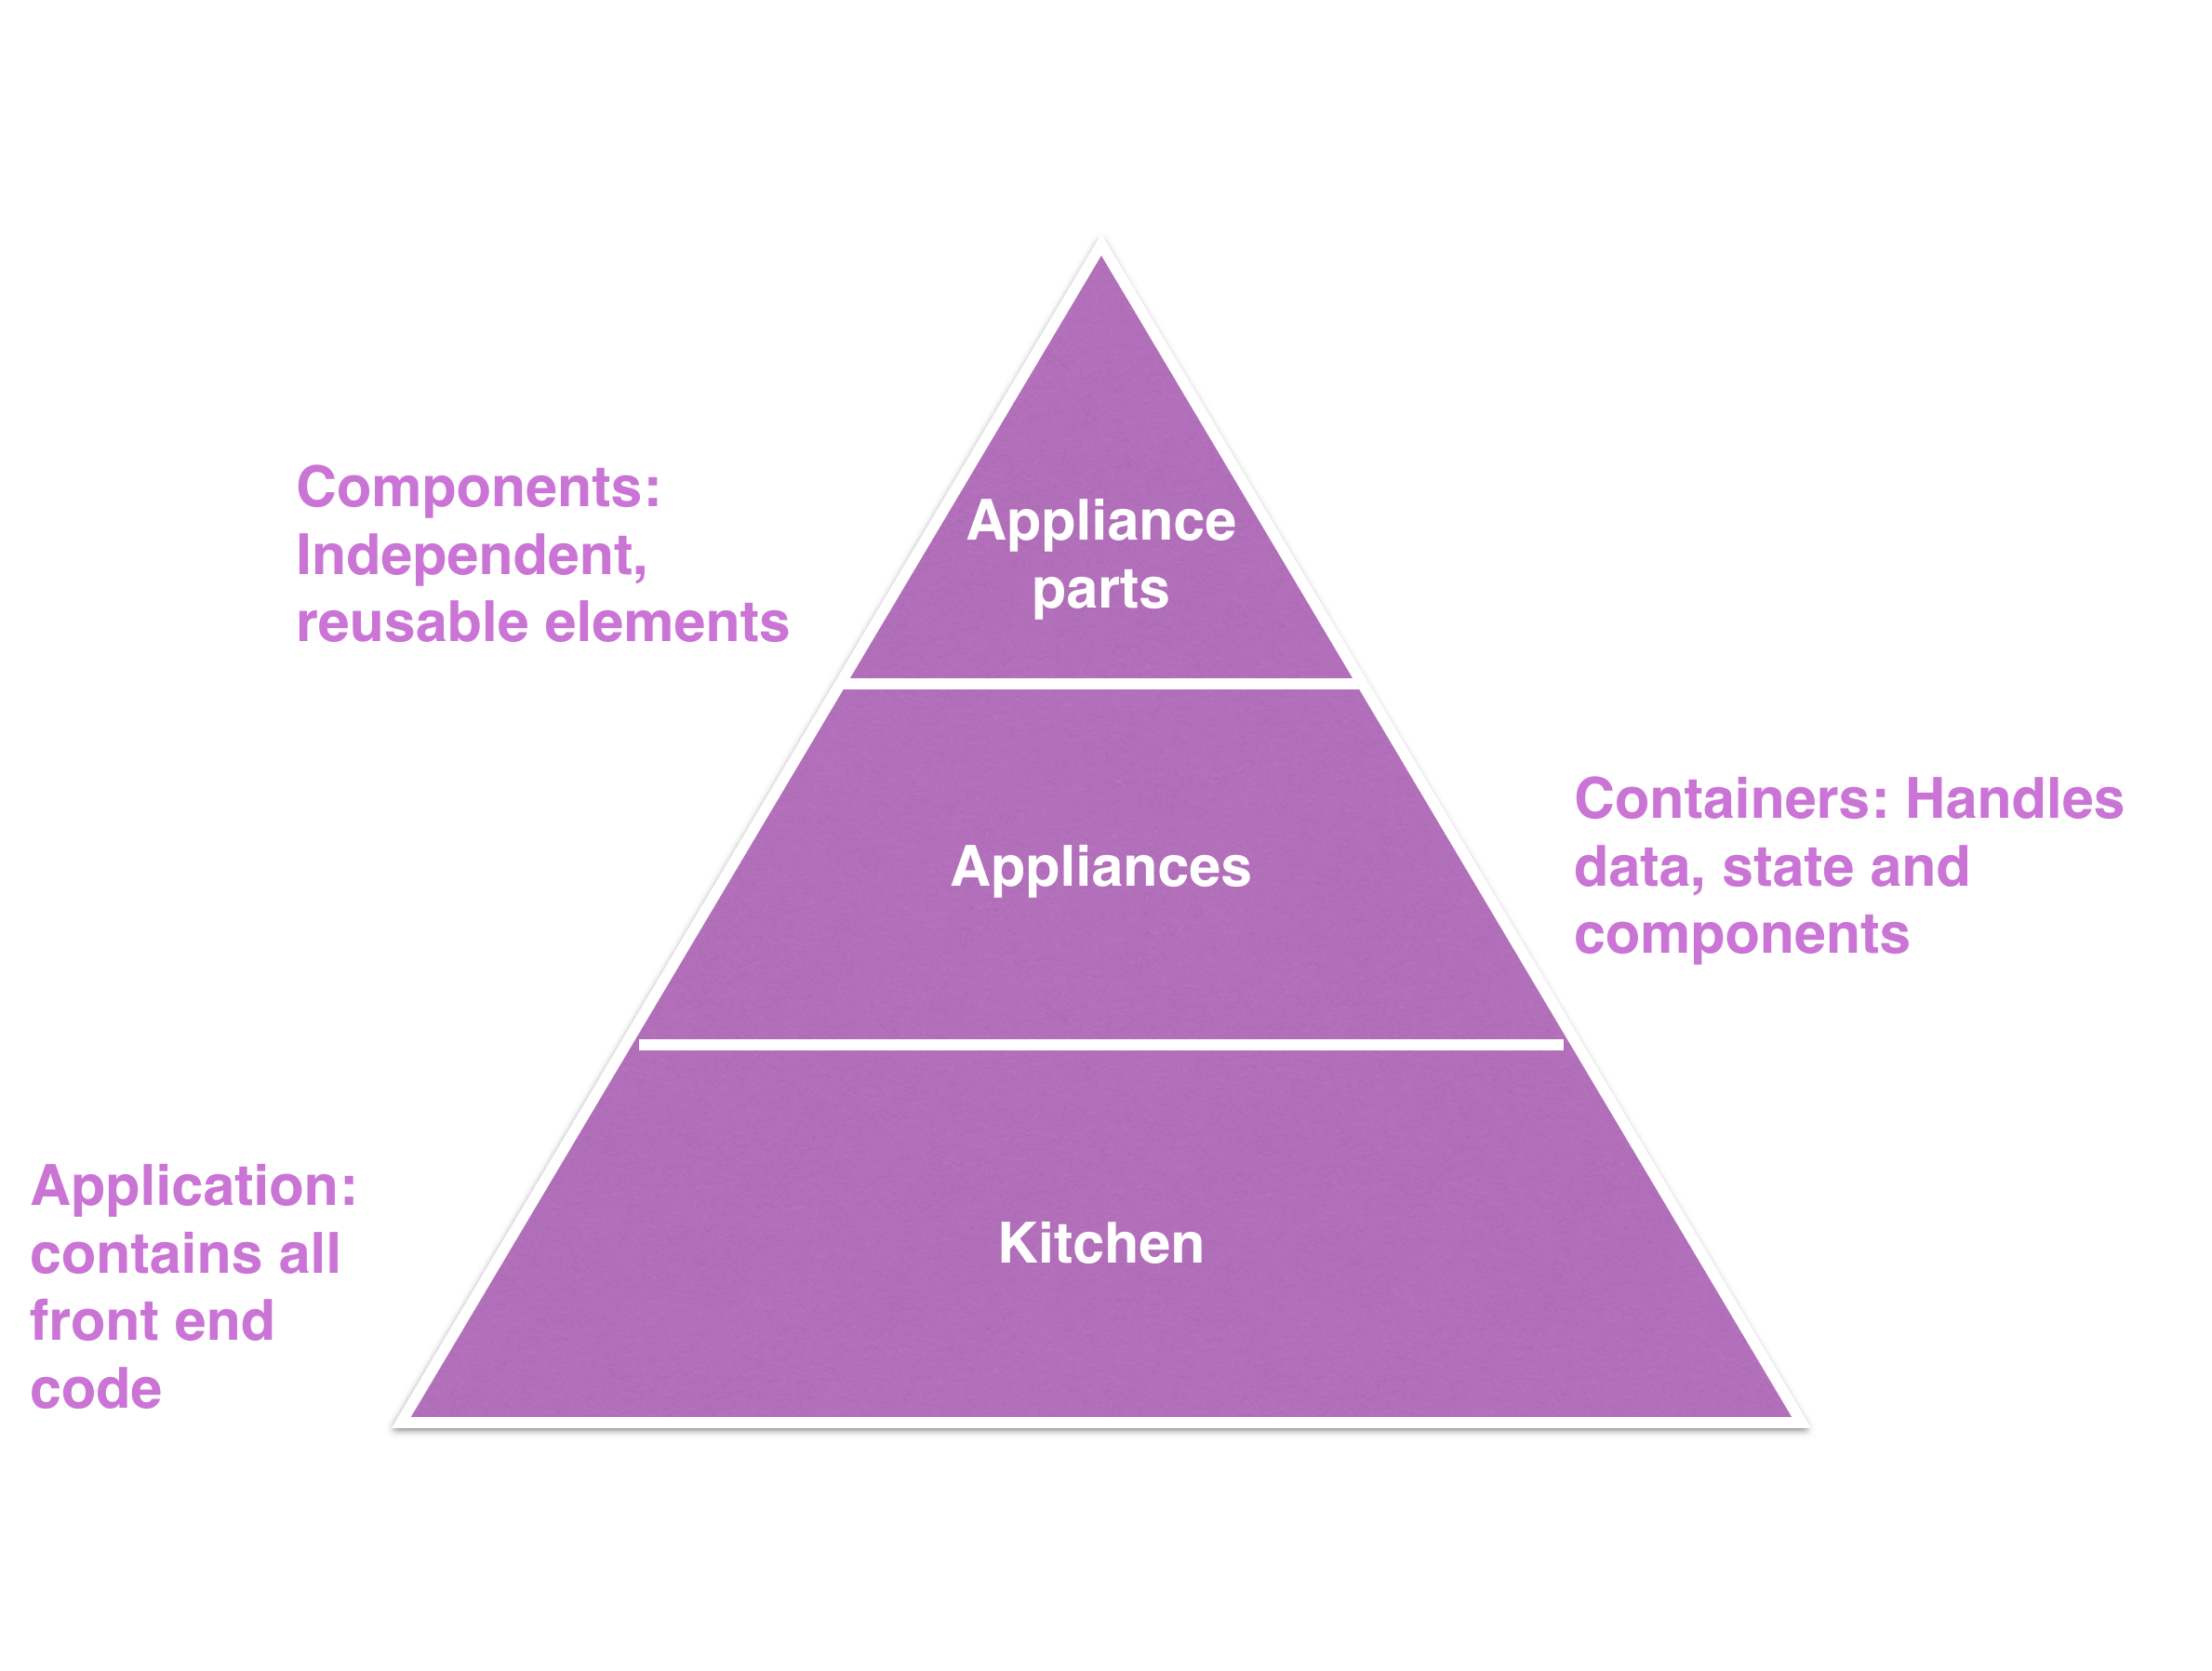 Components:
Independent,
reusable elements
Appliance
parts
Appliances
Containers: Handles
data, state and
components
Application:
contains all
front end
code
Kitchen